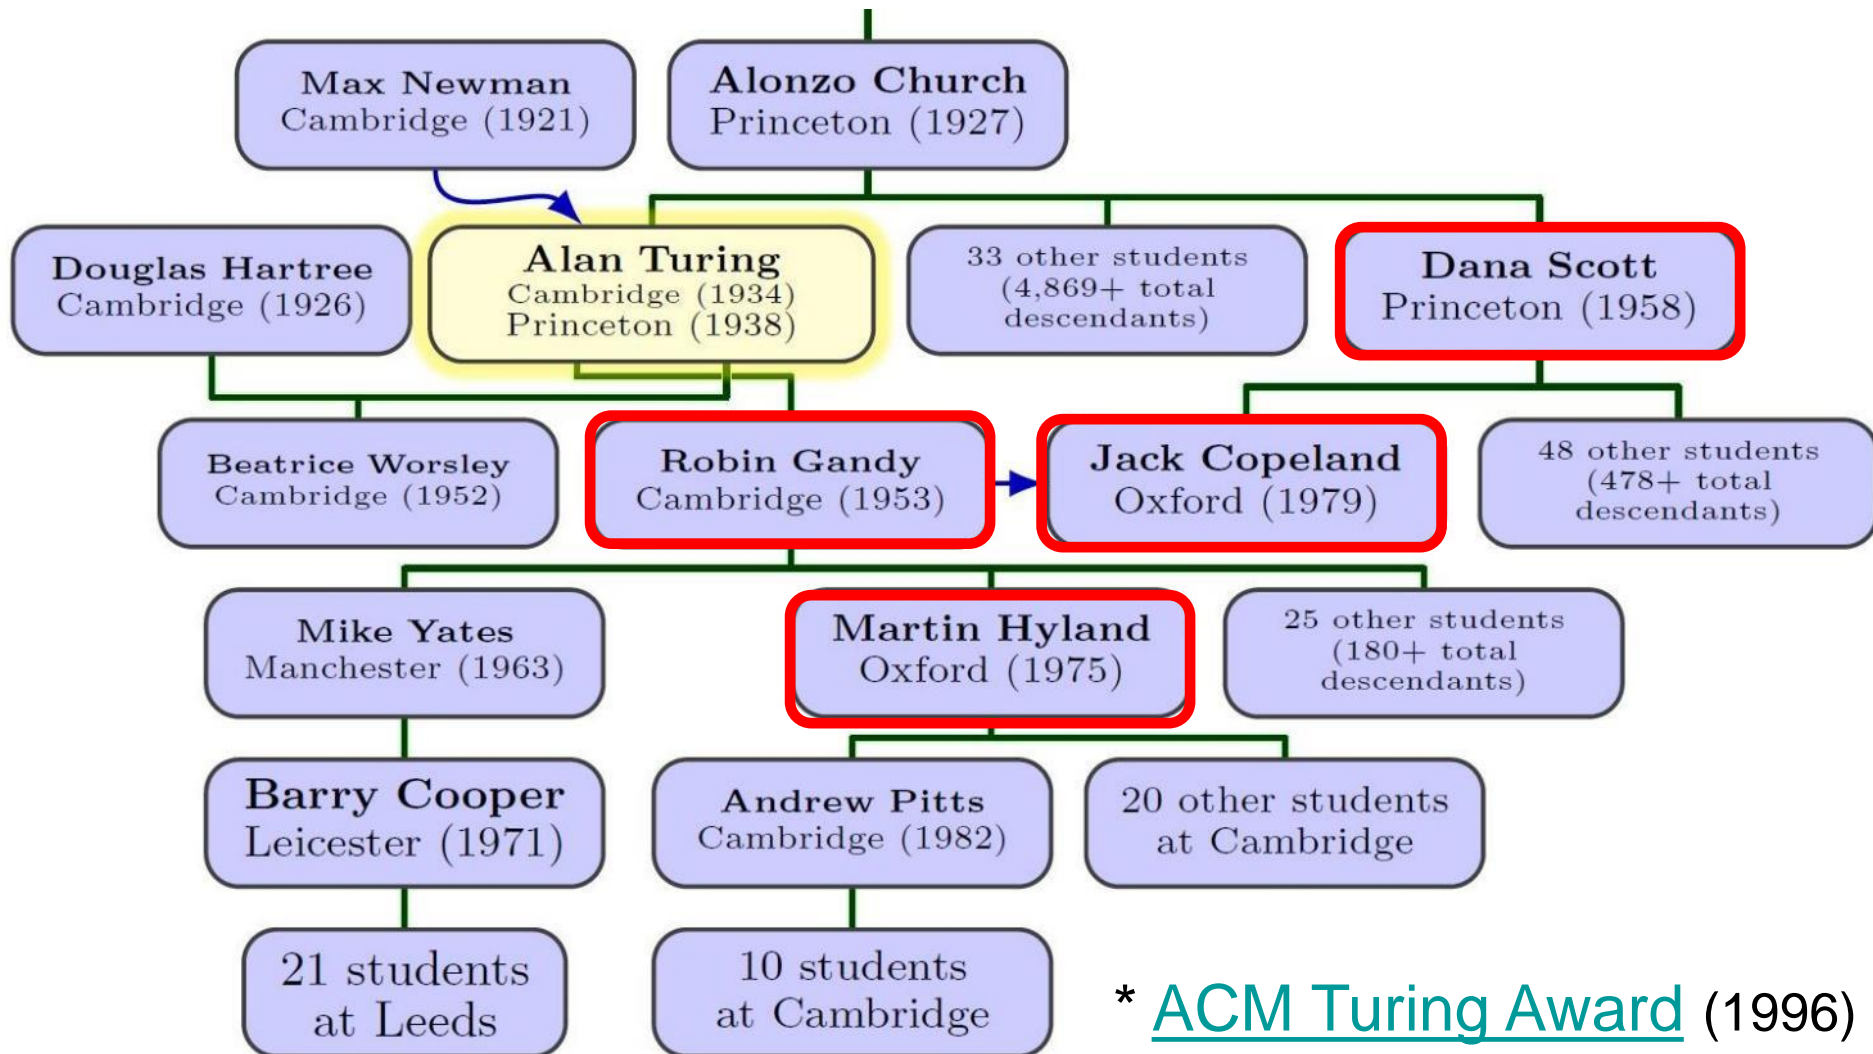 Max Newman
Cambridge (1921)
Alonzo Church
Princeton (1927)
Douglas Hartree
Cambridge (1926)
Alan Turing
Cambridge (1934)
Princeton (1938)
33 other students
(4,869+ total
descendants)
Dana Scott
Princeton (1958)
Beatrice Worsley
Cambridge (1952)
Robin Gandy
Cambridge (1953)
Jack Copeland
Oxford (1979)
48 other students
(478+ total
descendants)
Mike Yates
Manchester (1963)
Martin Hyland
Oxford (1975)
25 other students
(180+ total
descendants)
Barry Cooper
Leicester (1971)
Andrew Pitts
Cambridge (1982)
20 other students
at Cambridge
21 students
at Leeds
10 students
at Cambridge
* ACM Turing Award (1996)